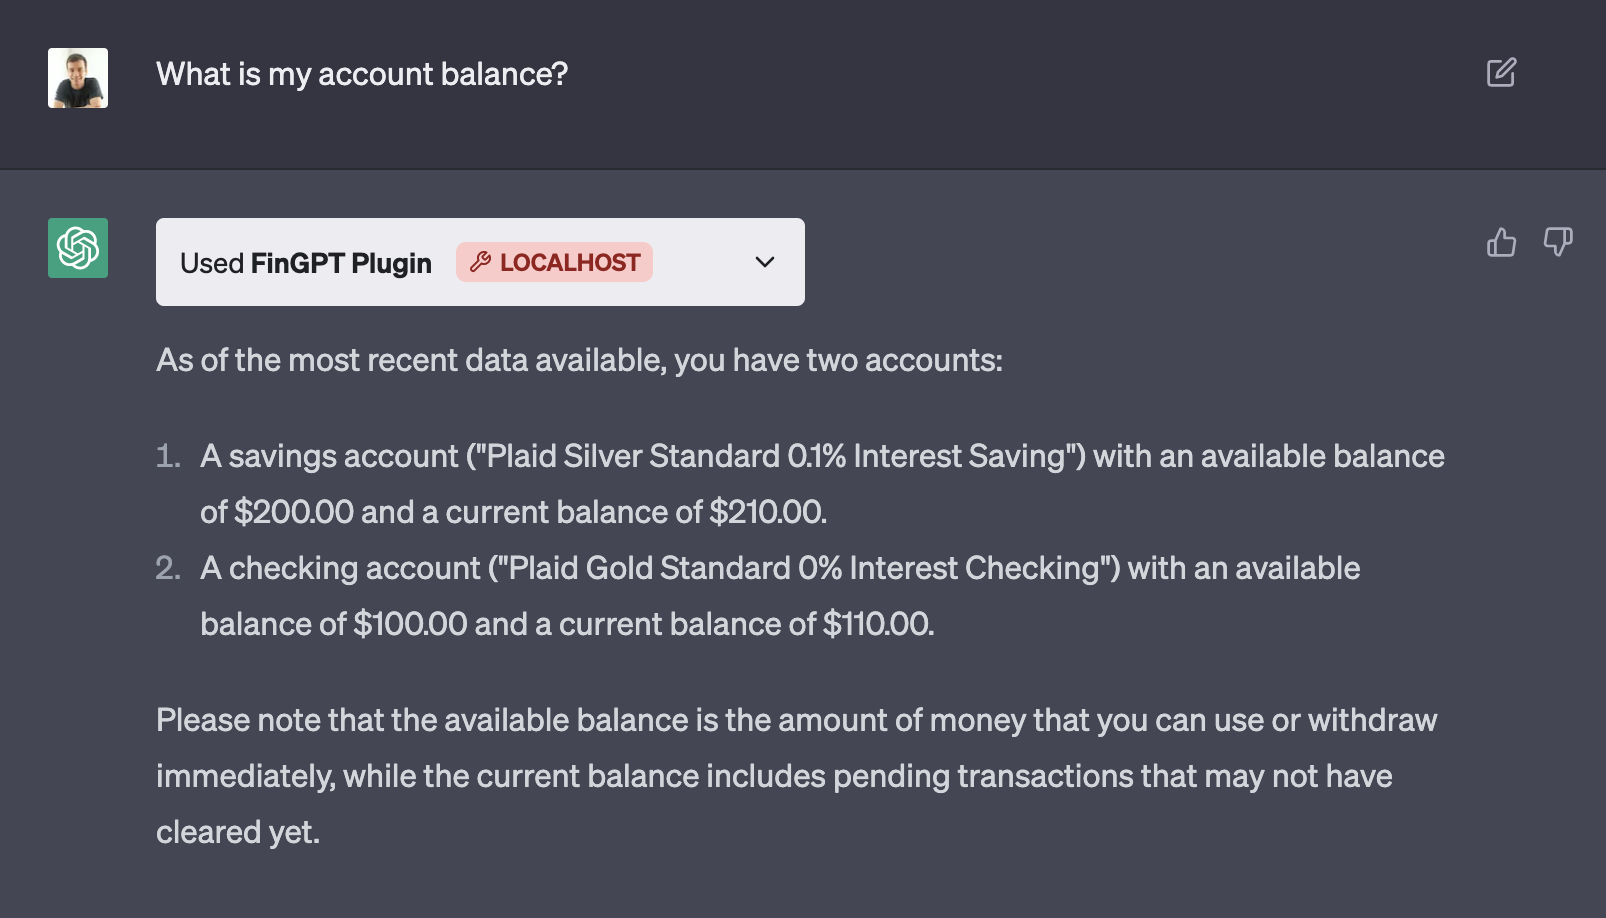 What is my account balance?
Used FinGPT Plugin LOCALHOST
As of the most recent data available, you have two accounts:
1. A savings account ("Plaid Silver Standard 0.1% Interest Saving") with an available balance
of $200.00 and a current balance of $210.00.
2. A checking account ("Plaid Gold Standard 0% Interest Checking") with an available
balance of $100.00 and a current balance of $110.00.
Please note that the available balance is the amount of money that you can use or withdraw
immediately, while the current balance includes pending transactions that may not have
cleared yet.